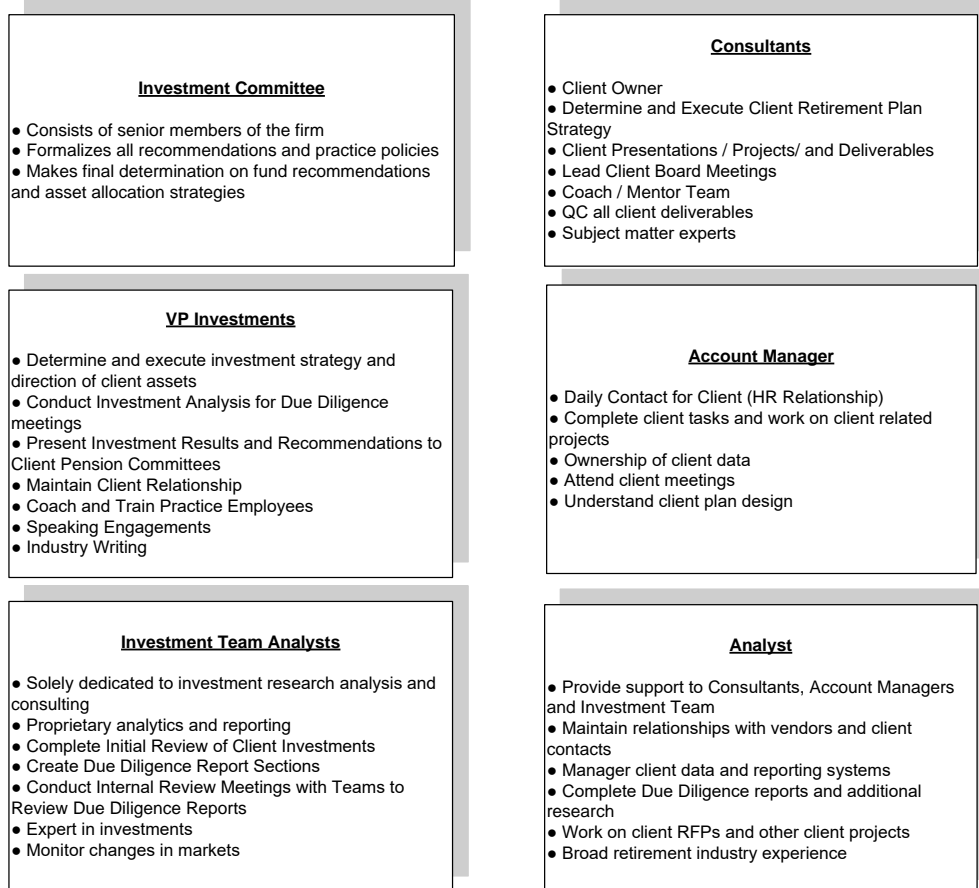 Investment Committee
● Consists of senior members of the firm
● Formalizes all recommendations and practice policies
● Makes final determination on fund recommendations
and asset allocation strategies
Consultants
● Client Owner
● Determine and Execute Client Retirement Plan
Strategy
● Client Presentations / Projects/ and Deliverables
● Lead Client Board Meetings
● Coach / Mentor Team
● QC all client deliverables
● Subject matter experts
VP Investments
● Determine and execute investment strategy and
direction of client assets
● Conduct Investment Analysis for Due Diligence
meetings
● Present Investment Results and Recommendations to
Client Pension Committees
● Maintain Client Relationship
● Coach and Train Practice Employees
● Speaking Engagements
● Industry Writing
Account Manager
● Daily Contact for Client (HR Relationship)
● Complete client tasks and work on client related
projects
● Ownership of client data
● Attend client meetings
● Understand client plan design
Investment Team Analysts
● Solely dedicated to investment research analysis and
consulting
● Proprietary analytics and reporting
● Complete Initial Review of Client Investments
● Create Due Diligence Report Sections
● Conduct Internal Review Meetings with Teams to
Review Due Diligence Reports
● Expert in investments
● Monitor changes in markets
Analyst
● Provide support to Consultants, Account Managers
and Investment Team
● Maintain relationships with vendors and client
contacts
● Manager client data and reporting systems
● Complete Due Diligence reports and additional
research
● Work on client RFPs and other client projects
● Broad retirement industry experience